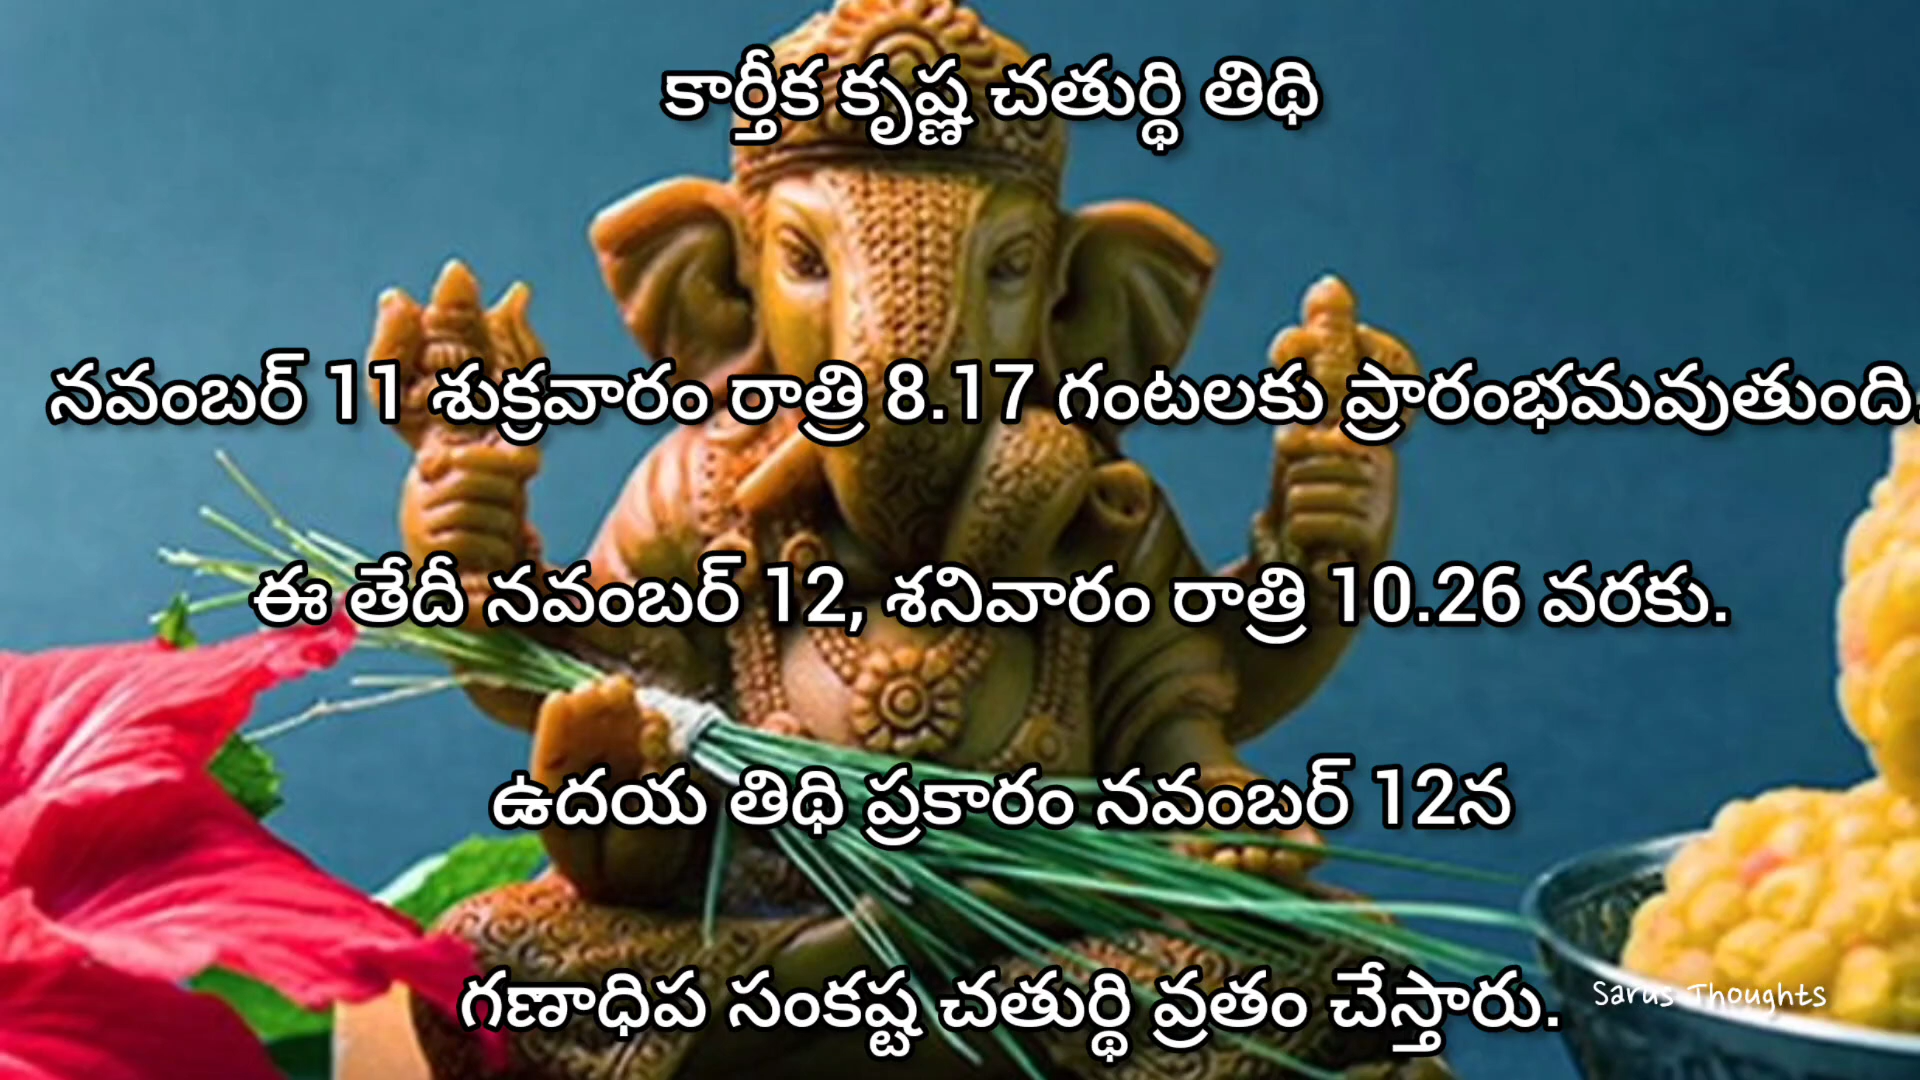 కార్తీక కృష్ణ చతుర్థి తిథి
నవంబర్ 11 శుక్రవారం రాత్రి 8.17 గంటలకు ప్రారంభమవుతుంది.
ఈ తేదీ నవంబర్ 12, శనివారం రాత్రి 10.26 వరకు.
ఉదయ తిథి ప్రకారం నవంబర్ 12న
గణాధిప సంకష్ట చతుర్థి వ్రతం చేస్తారు.
Sarus Thoughts